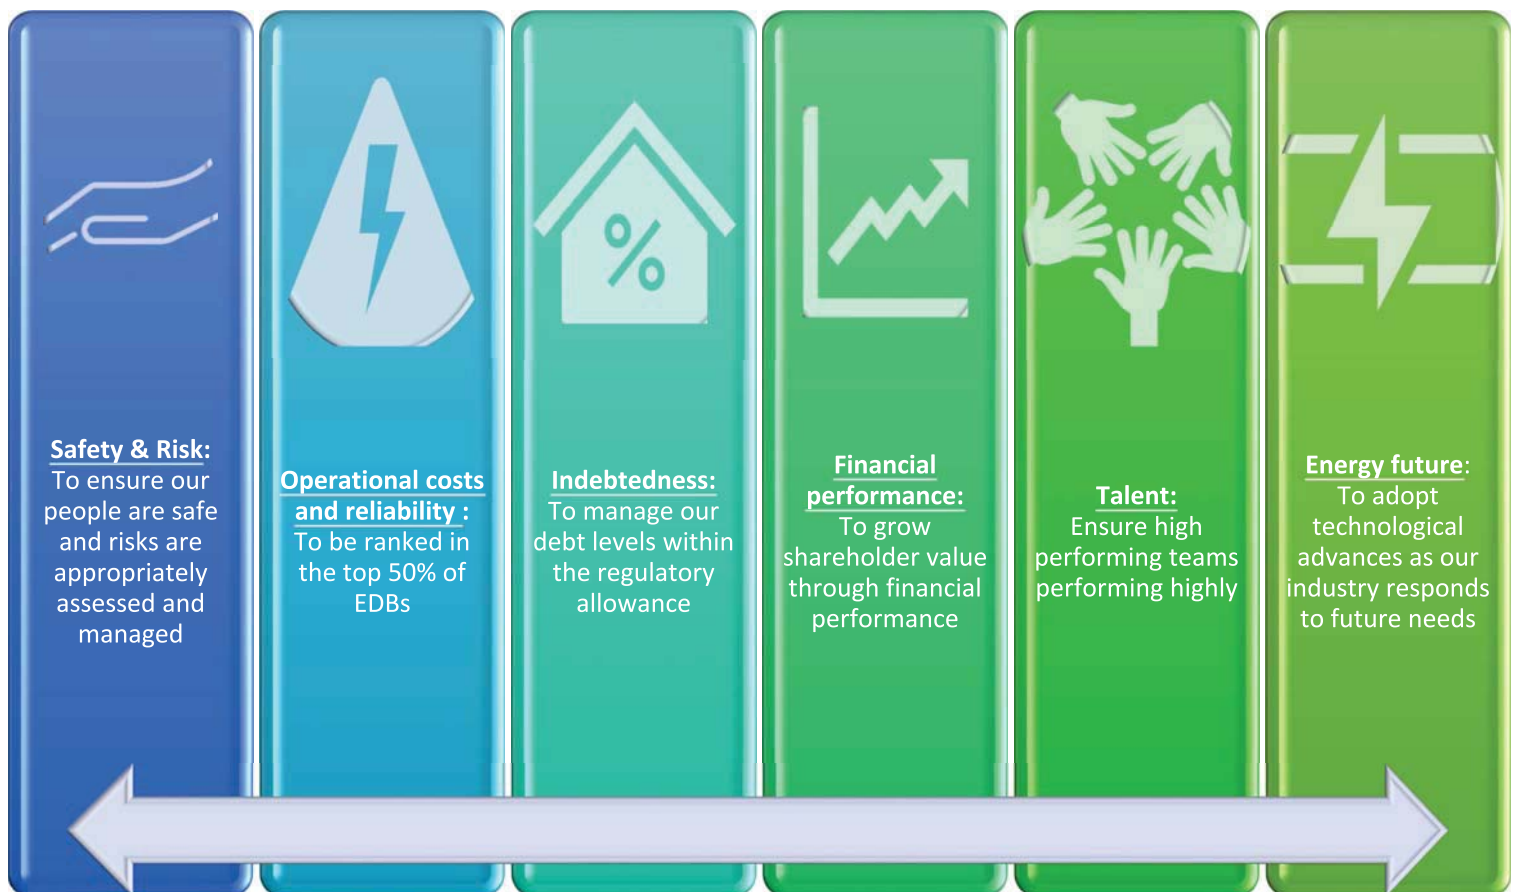 Safety & Risk:
To ensure our
people are safe
and risks are
appropriately
assessed and
managed
Operational costs
and reliability :
To be ranked in
the top 50% of
EDBs
%
Indebtedness:
To manage our
debt levels within
the regulatory
allowance
Financial
performance:
To grow
shareholder value
through financial
performance
Talent:
Ensure high
performing teams
performing highly
Energy future:
To adopt
technological
advances as our
industry responds
to future needs